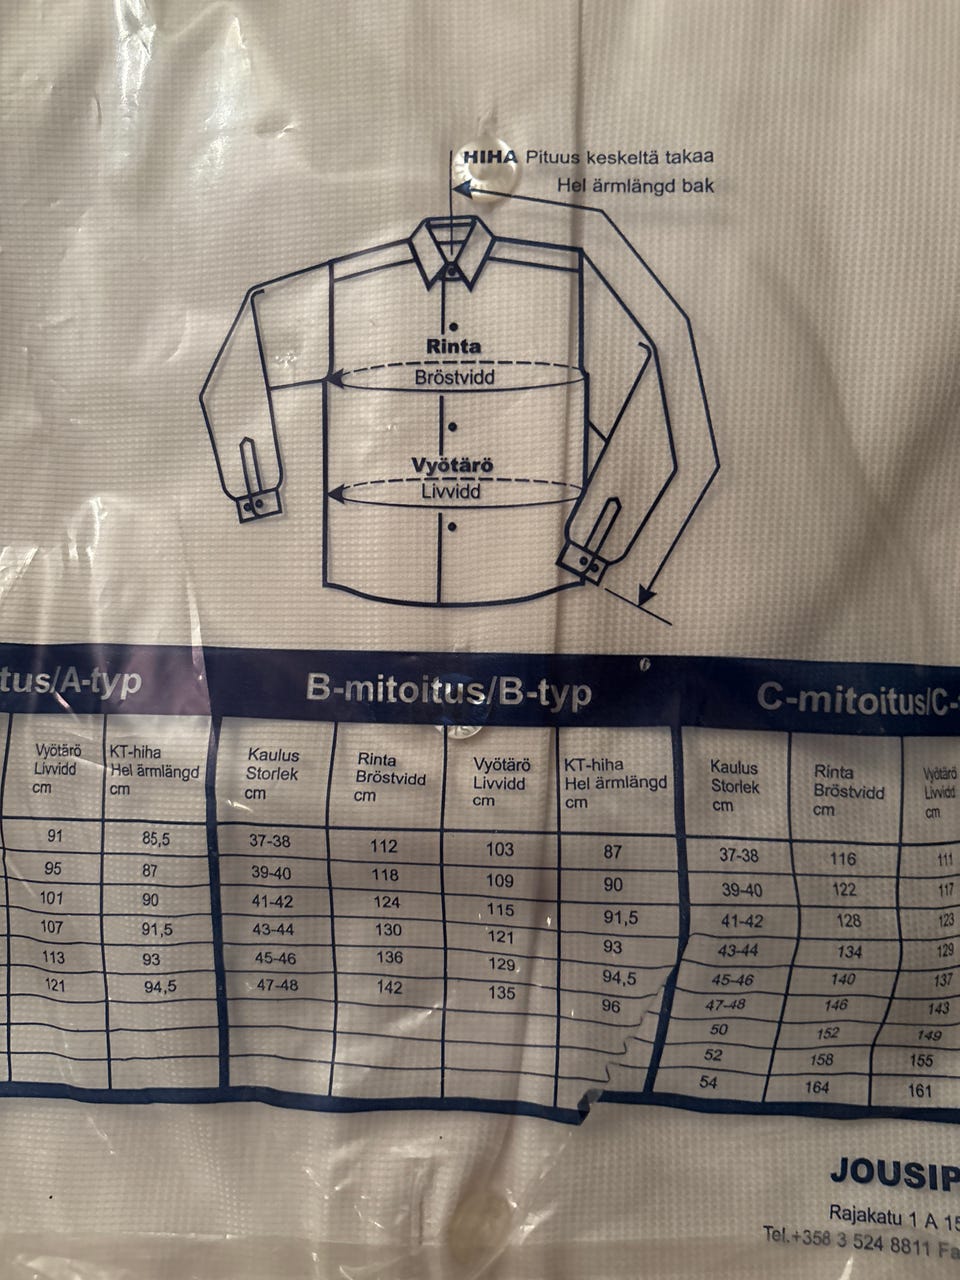 HIHA Pituus keskeltä takaa
Hel ärmlängd bak
Rinta
Bröstvidd
Vyötärö
Livvidd
tus/A-typ
Vyötärö KT-hiha
Livvidd Hel ärmlängd
cm cm
91 85,5
95 87
101 90
107 91,5
113 93
121 94,5
B-mitoitus/B-typ
Kaulus Rinta Vyötärö KT-hiha
Storlek Bröstvidd Livvidd Hel ärmlängd
cm cm cm cm
37-38 112 103 87
39-40 118 109 90
41-42 124 115 91,5
43-44 130 121 93
45-46 136 129 94,5
47-48 142 135 96
C-mitoitus/C-
Kaulus Rinta Vyötärö
Storlek Bröstvidd Livvidd
cm cm cm
37-38 116 111
39-40 122 117
41-42 128 123
43-44 134 129
45-46 140 137
47-48 146 143
50 152 149
52 158 155
54 164 161
JOUSIP
Rajakatu 1 A 15
Tel.+358 3 524 8811 Fa